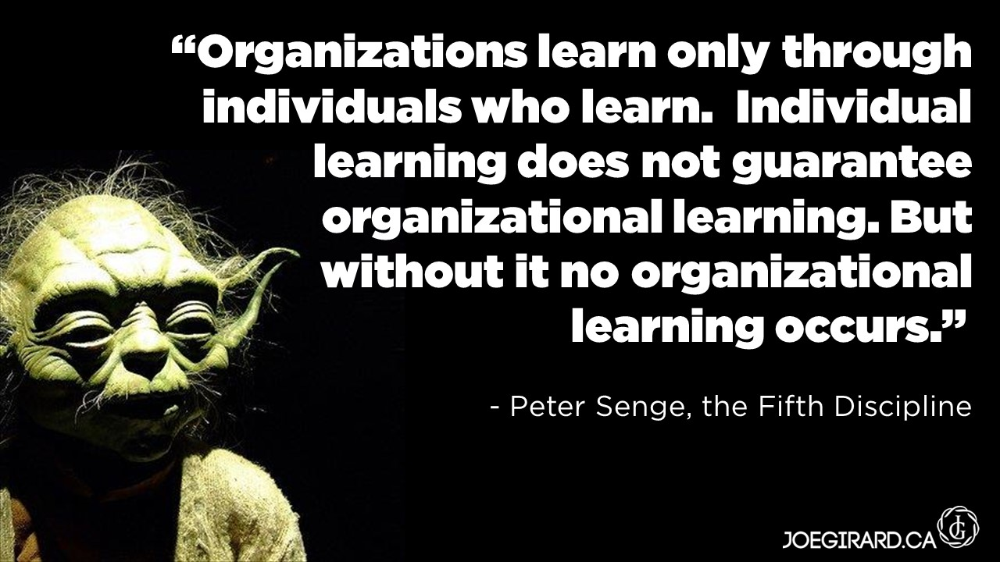 “Organizations learn only through
individuals who learn.  Individual
learning does not guarantee
organizational learning. But
without it no organizational
learning occurs.”
- Peter Senge, the Fifth Discipline
JOEGIRARD.CA
JG